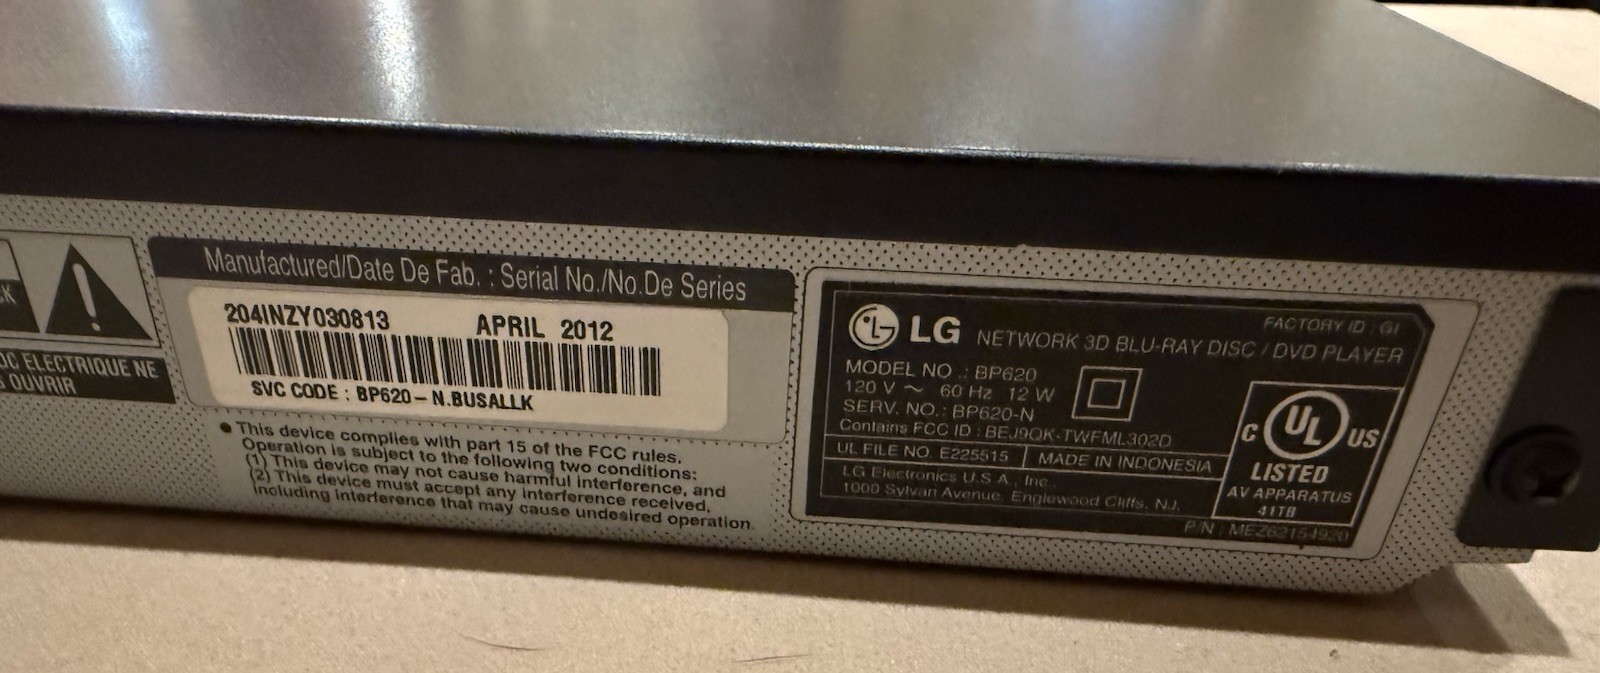 CK
OC ELECTRIQUE NE
OUVRIR
Manufactured/Date De Fab. : Serial No./No.De Series
204INZY030813 APRIL 2012
SVC CODE : BP620-N.BUSALLK
• This device complies with part 15 of the FCC rules.
Operation is subject to the following two conditions:
(1) This device may not cause harmful interference, and
(2) This device must accept any interference received,
including interference that may cause undesired operation.
FACTORY ID : GI
LG NETWORK 3D BLU-RAY DISC / DVD PLAYER
MODEL NO .: BP620
120 V ~ 60 Hz 12 W
SERV. NO.: BP620-N
Contains FCC ID : BEJ9QK-TWFML302D
UL FILE NO. E225515 MADE IN INDONESIA
LG Electronics U.S.A., Inc.,
1000 Sylvan Avenue, Englewood Cliffs, NJ,
C UL US
LISTED
AV APPARATUS
41TB
P/N : MEZ62154920